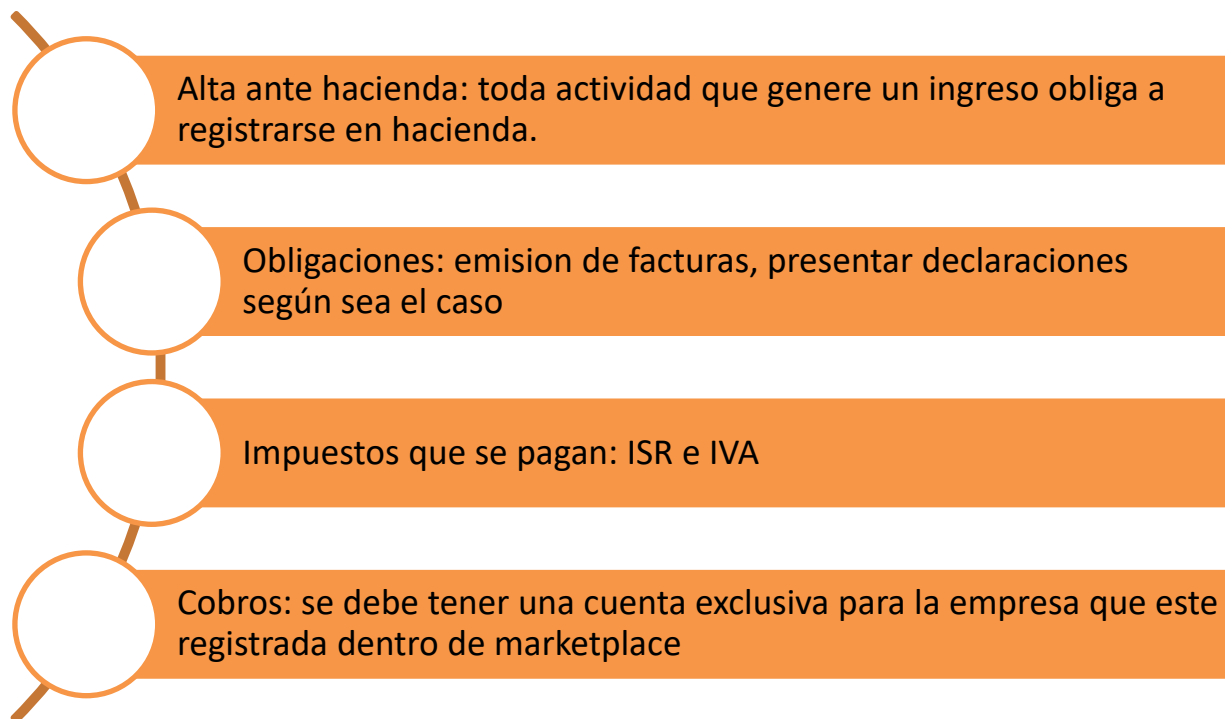 Alta ante hacienda: toda actividad que genere un ingreso obliga a
registrarse en hacienda.
Obligaciones: emision de facturas, presentar declaraciones
según sea el caso
Impuestos que se pagan: ISR e IVA
Cobros: se debe tener una cuenta exclusiva para la empresa que este
registrada dentro de marketplace